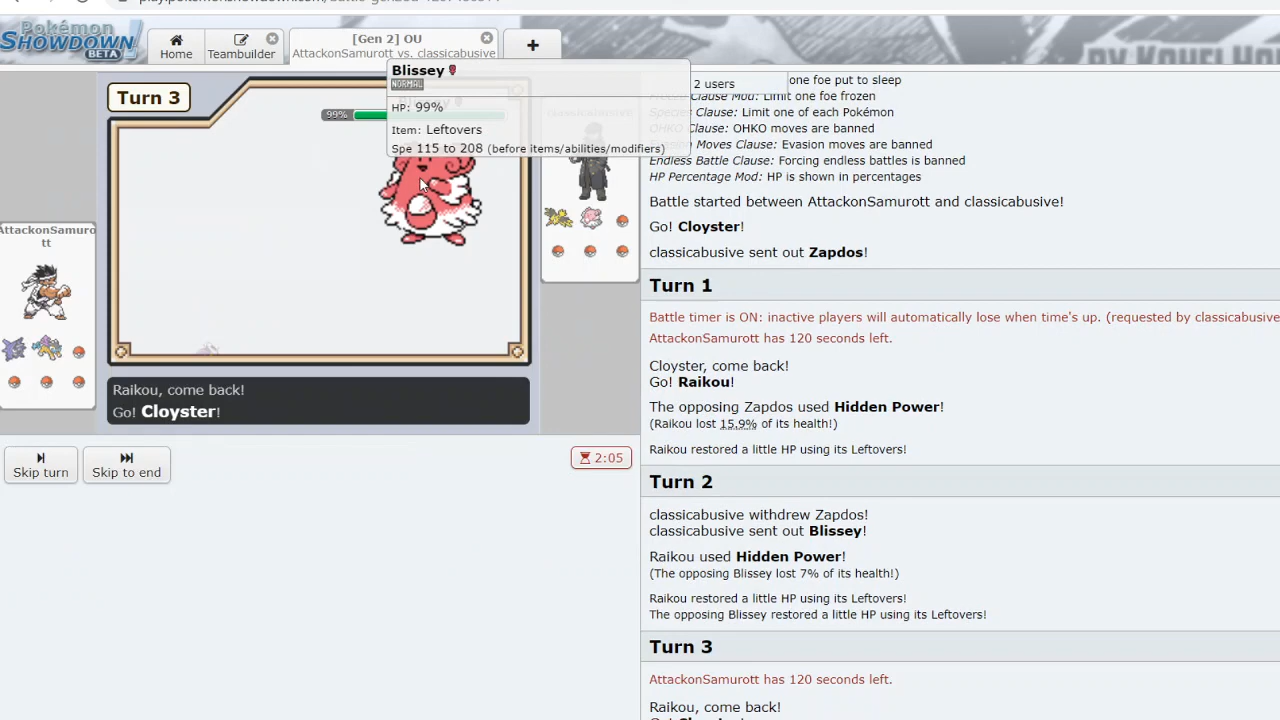 Pokémon
SHOWDOWN
BETA
Home
Teambuilder
[Gen 2] OU
AttackonSamurott vs. classicabusive
Turn 3
Blissey
NORMAL
HP: 99%
Item: Leftovers
Spe 115 to 208 (before items/abilities/modifiers)
99%
2 users
AttackonSamuro
tt
Raikou, come back!
Go! Cloyster!
Skip turn
Skip to end
2:05
one foe put to sleep
Limit one foe frozen
Species Clause: Limit one of each Pokémon
OHKO Clause: OHKO moves are banned
Moves Clause: Evasion moves are banned
Endless Battle Clause: Forcing endless battles is banned
HP Percentage Mod: HP is shown in percentages
Battle started between AttackonSamurott and classicabusive!
Go! Cloyster!
classicabusive sent out Zapdos!
Turn 1
Battle timer is ON: inactive players will automatically lose when time's up. (requested by classicabusive
AttackonSamurott has 120 seconds left.
Cloyster, come back!
Go! Raikou!
The opposing Zapdos used Hidden Power!
(Raikou lost 15.9% of its health!)
Raikou restored a little HP using its Leftovers!
Turn 2
classicabusive withdrew Zapdos!
classicabusive sent out Blissey!
Raikou used Hidden Power!
(The opposing Blissey lost 7% of its health!)
Raikou restored a little HP using its Leftovers!
The opposing Blissey restored a little HP using its Leftovers!
Turn 3
AttackonSamurott has 120 seconds left.
Raikou, come back!